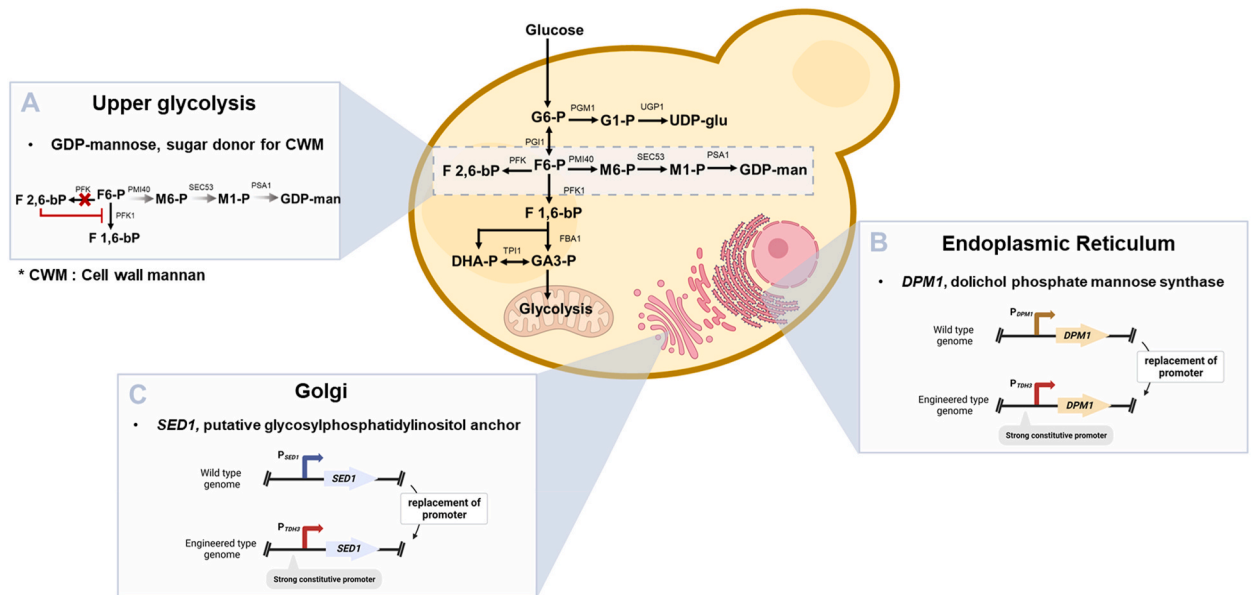 Glucose
G6-P PGM1 G1-P UGP1 UDP-glu
PGI1
F 2,6-bP PFK F6-P PMI40 M6-P SEC53 M1-P PSA1 GDP-man
PFK1
F 1,6-bP
FBA1
DHA-P TPI1 GA3-P
Glycolysis
A
Upper glycolysis
• GDP-mannose, sugar donor for CWM
F 2,6-bP PFK F6-P PMI40 M6-P SEC53 M1-P PSA1 GDP-man
PFK1
F 1,6-bP
* CWM : Cell wall mannan
B
Endoplasmic Reticulum
• DPM1, dolichol phosphate mannose synthase
PDPM1
Wild type
genome
DPM1
replacement of
promoter
PTDH3
Engineered type
genome
DPM1
Strong constitutive promoter
C
Golgi
• SED1, putative glycosylphosphatidylinositol anchor
PSED1
Wild type
genome
SED1
replacement of
promoter
PTDH3
Engineered type
genome
SED1
Strong constitutive promoter